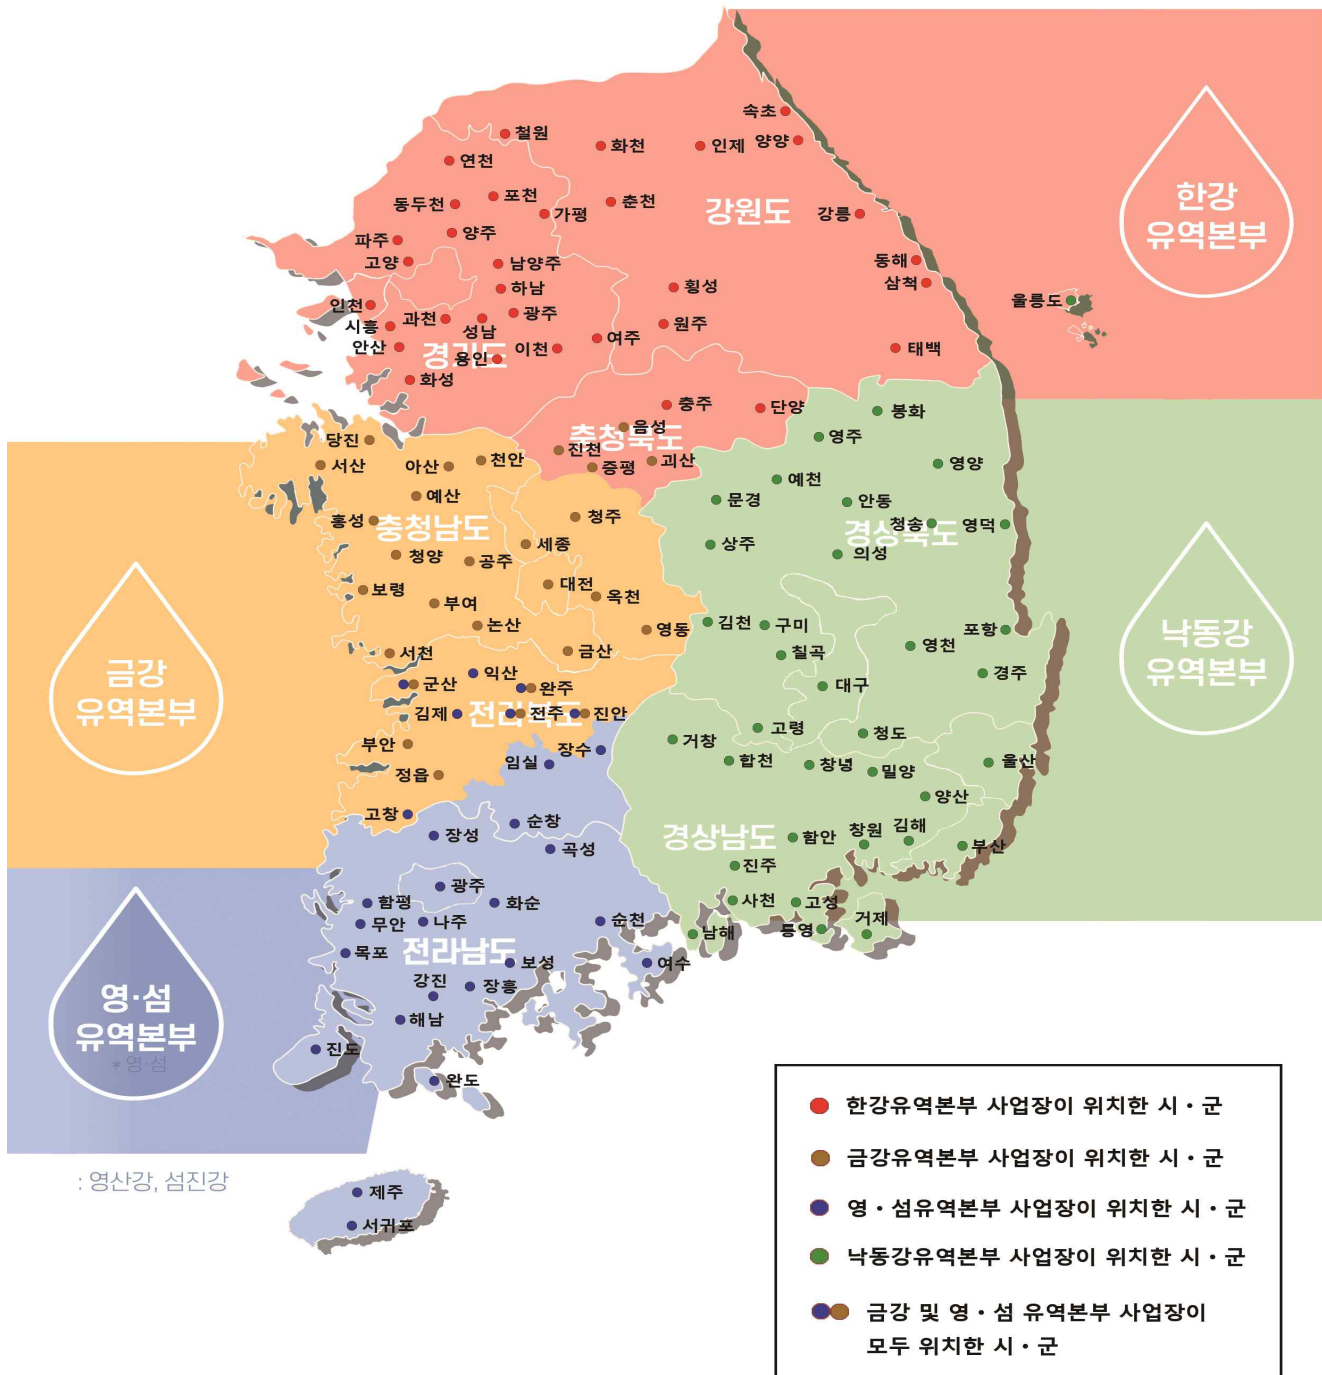 속초
철원
화천
인제
양양
연천
포천
춘천
동두천
가평
강원도
강릉
한강
유역본부
파주
양주
고양
남양주
동해
하남
횡성
삼척
인천
울릉도
과천
광주
시흥
성남
원주
안산
경기도
용인
이천
여주
태백
화성
충주
단양
봉화
음성
당진
충청북도
영주
서산
아산
천안
진천
증평
괴산
영양
예산
예천
문경
안동
홍성
충청남도
청주
경상북도
청송
영덕
세종
상주
의성
청양
공주
대전
보령
옥천
부여
논산
영동
김천
구미
포항
낙동강
유역본부
서천
금산
칠곡
영천
금강
유역본부
익산
경주
군산
완주
대구
김제
전라북도
전주
진안
고령
부안
장수
거창
청도
임실
합천
창녕
밀양
울산
정읍
양산
고창
순창
장성
경상남도
함안
창원
김해
부산
곡성
진주
광주
함평
화순
사천
고성
무안
나주
순천
통영
거제
남해
목포
전라남도
보성
여수
강진
장흥
영·섬
유역본부
* 영·섬
해남
진도
완도
: 영산강, 섬진강
제주
서귀포
한강유역본부 사업장이 위치한 시·군
금강유역본부 사업장이 위치한 시·군
영·섬유역본부 사업장이 위치한 시·군
낙동강유역본부 사업장이 위치한 시·군
금강 및 영·섬 유역본부 사업장이
모두 위치한 시·군